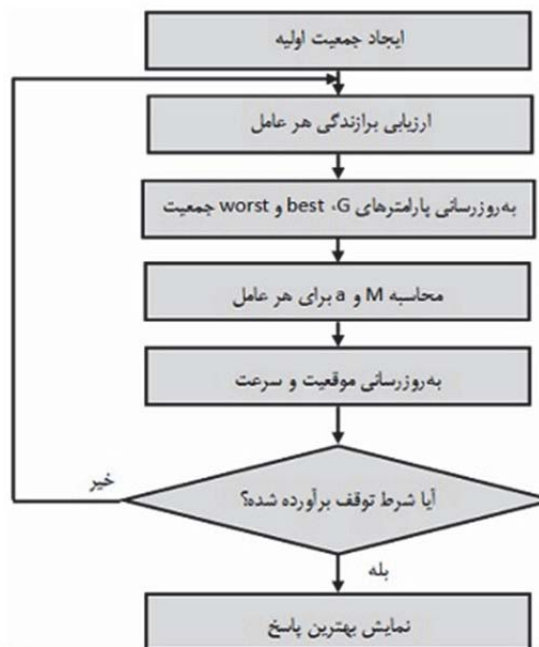 ایجاد جمعیت اولیه
ارزیابی برازندگی هر عامل
به‌روزرسانی پارامترهای G، best و worst جمعیت
محاسبه M و a برای هر عامل
به‌روزرسانی موقعیت و سرعت
آیا شرط توقف برآورده شده؟
خیر
بله
نمایش بهترین پاسخ